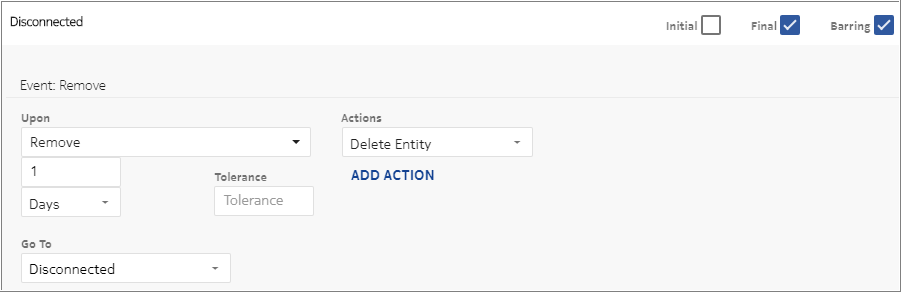 Disconnected
Initial Final Barring
Event: Remove
Upon Actions
Remove Delete Entity
1
Tolerance ADD ACTION
Days Tolerance
Go To
Disconnected